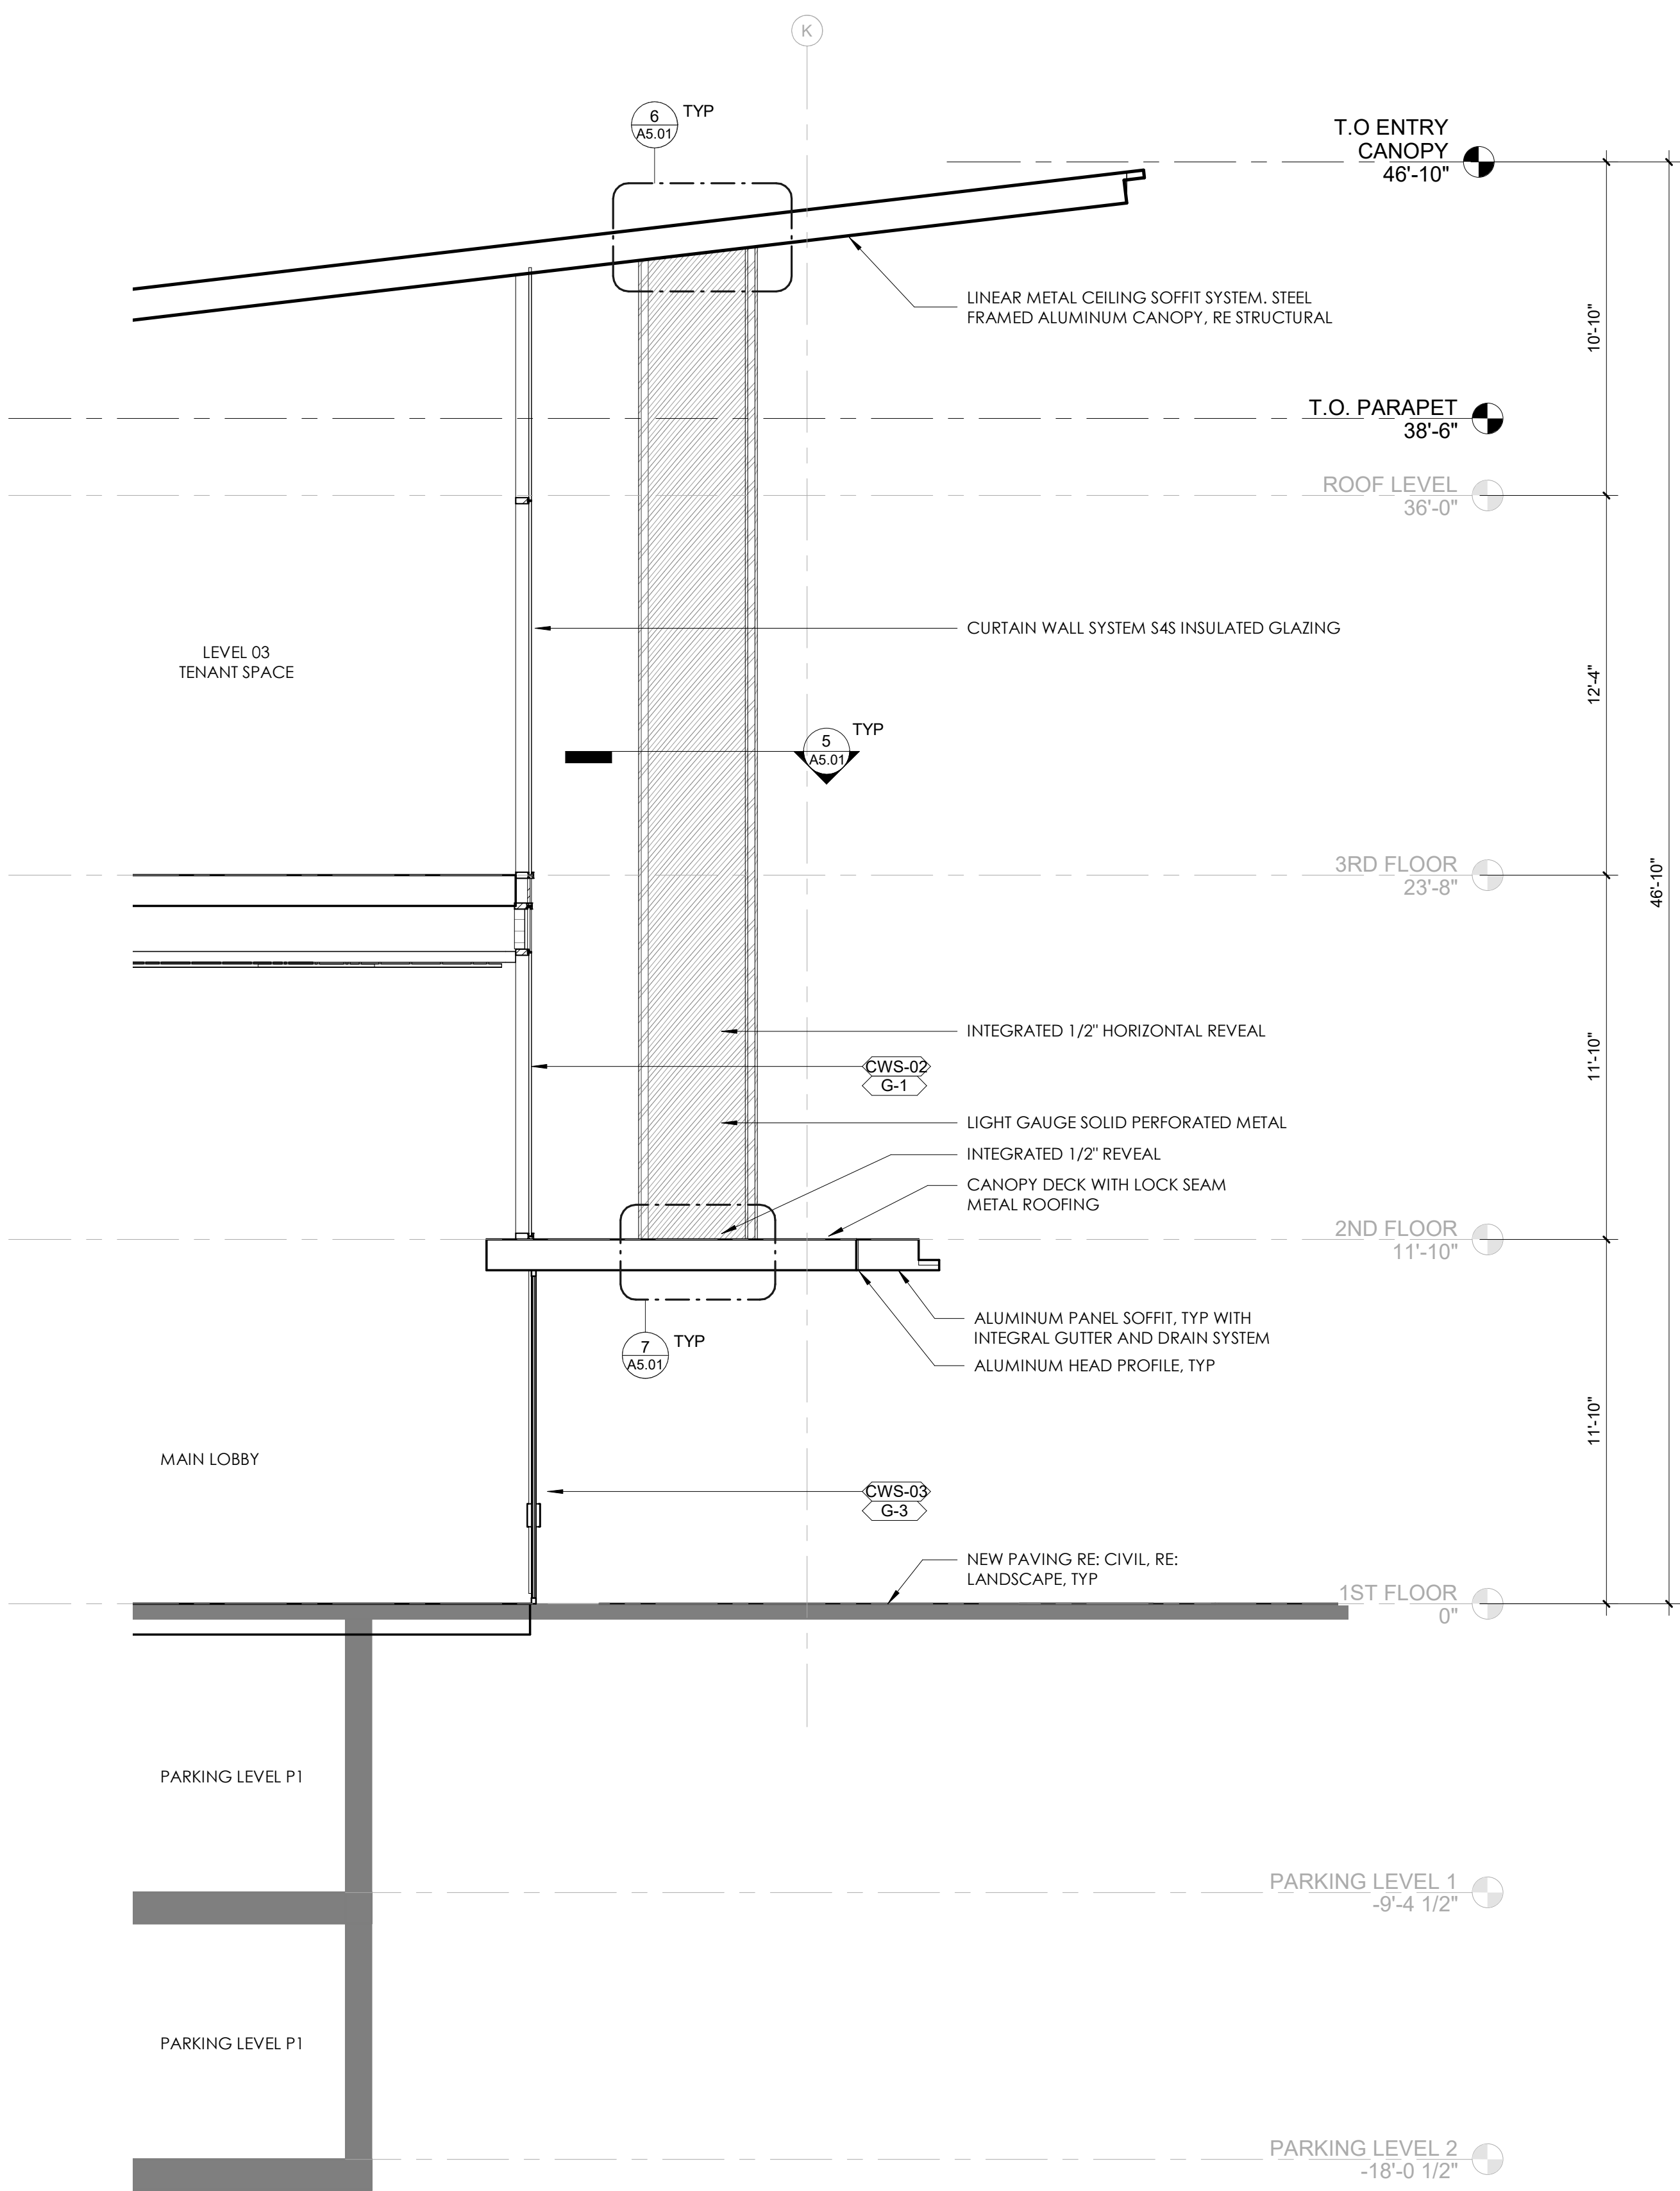 K
6
A5.01
TYP
T.O ENTRY
CANOPY
46'-10"
LINEAR METAL CEILING SOFFIT SYSTEM. STEEL
FRAMED ALUMINUM CANOPY, RE STRUCTURAL
10'-10"
T.O. PARAPET
38'-6"
ROOF LEVEL
36'-0"
CURTAIN WALL SYSTEM S4S INSULATED GLAZING
LEVEL 03
TENANT SPACE
12'-4"
5
A5.01
TYP
3RD FLOOR
23'-8"
46'-10"
INTEGRATED 1/2" HORIZONTAL REVEAL
11'-10"
CWS-02
G-1
LIGHT GAUGE SOLID PERFORATED METAL
INTEGRATED 1/2" REVEAL
CANOPY DECK WITH LOCK SEAM
METAL ROOFING
2ND FLOOR
11'-10"
ALUMINUM PANEL SOFFIT, TYP WITH
INTEGRAL GUTTER AND DRAIN SYSTEM
ALUMINUM HEAD PROFILE, TYP
7
A5.01
TYP
11'-10"
MAIN LOBBY
CWS-03
G-3
NEW PAVING RE: CIVIL, RE:
LANDSCAPE, TYP
1ST FLOOR
0"
PARKING LEVEL P1
PARKING LEVEL 1
-9'-4 1/2"
PARKING LEVEL P1
PARKING LEVEL 2
-18'-0 1/2"